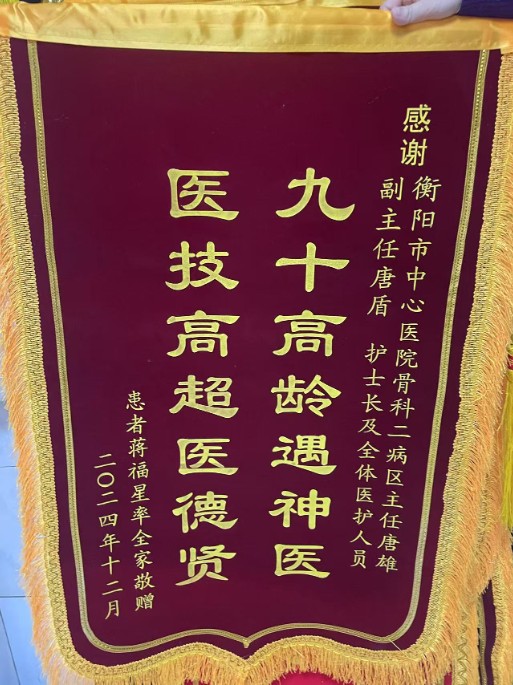 感谢
衡阳市中心医院骨科二病区主任唐雄
副主任唐盾 护士长及全体医护人员
九十高龄遇神医
医技高超医德贤
患者蒋福星率全家敬赠
二〇二四年十二月